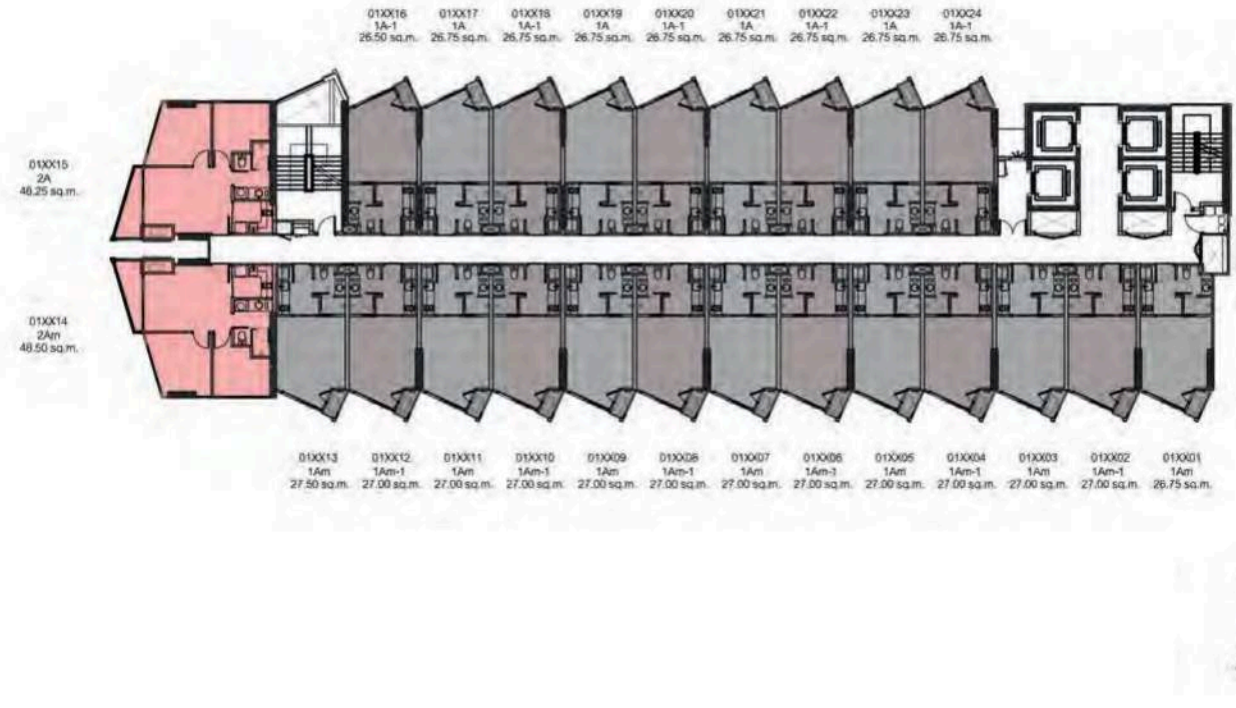 01XX16
1A-1
26.50 sq.m.
01XX17
1A
26.75 sq.m.
01XX18
1A-1
26.75 sq.m.
01XX19
1A
26.75 sq.m.
01XX20
1A-1
26.75 sq.m.
01XX21
1A
26.75 sq.m.
01XX22
1A-1
26.75 sq.m.
01XX23
1A
26.75 sq.m.
01XX24
1A-1
26.75 sq.m.
01XX15
2A
48.25 sq.m.
01XX14
2Am
48.50 sq.m.
01XX13
1Am
27.50 sq.m.
01XX12
1Am-1
27.00 sq.m.
01XX11
1Am
27.00 sq.m.
01XX10
1Am-1
27.00 sq.m.
01XX09
1Am
27.00 sq.m.
01XX08
1Am-1
27.00 sq.m.
01XX07
1Am
27.00 sq.m.
01XX06
1Am-1
27.00 sq.m.
01XX05
1Am
27.00 sq.m.
01XX04
1Am-1
27.00 sq.m.
01XX03
1Am
27.00 sq.m.
01XX02
1Am-1
27.00 sq.m.
01XX01
1Am
26.75 sq.m.